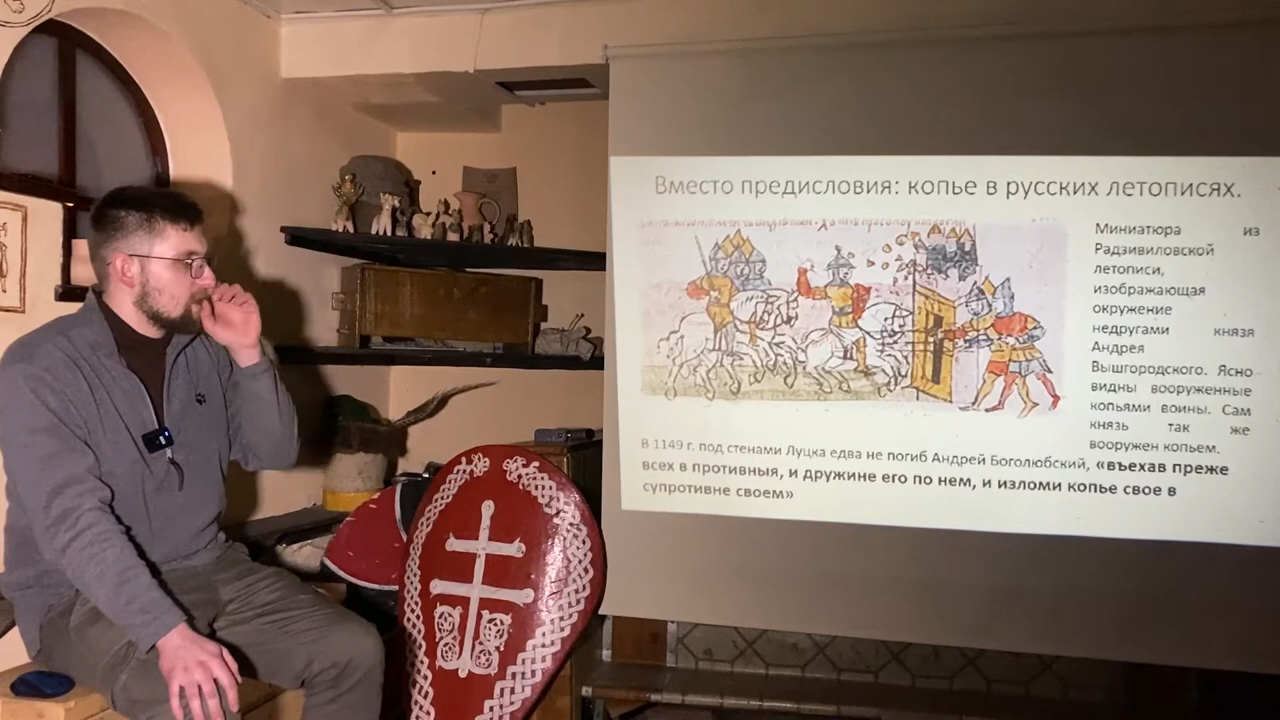 Вместо предисловия: копье в русских летописях.
Миниатюра из
Радзивиловской
летописи,
изображающая
окружение
недругами князя
Андрея
Вышгородского. Ясно
видны вооруженные
копьями воины. Сам
князь так же
вооружен копьем.
В 1149 г. под стенами Луцка едва не погиб Андрей Боголюбский, «въехав преже
всех в противныя, и дружине его по нем, и изломи копье свое в
супротивне своем»